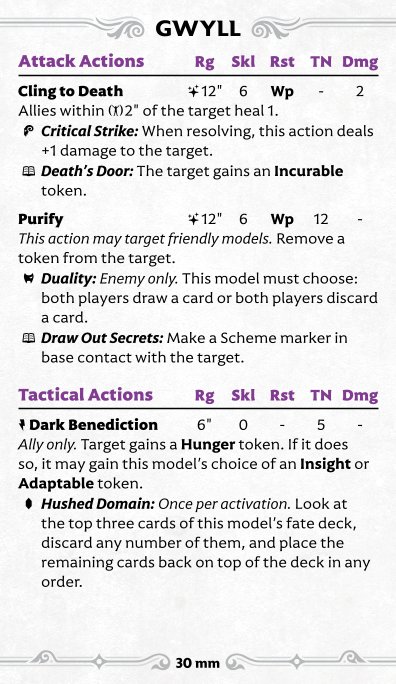 GWYLL
Attack Actions Rg Skl Rst TN Dmg
Cling to Death 12" 6 Wp - 2
Allies within 2" of the target heal 1.
Critical Strike: When resolving, this action deals
+1 damage to the target.
Death's Door: The target gains an Incurable
token.
Purify 12" 6 Wp 12 -
This action may target friendly models. Remove a
token from the target.
Duality: Enemy only. This model must choose:
both players draw a card or both players discard
a card.
Draw Out Secrets: Make a Scheme marker in
base contact with the target.
Tactical Actions Rg Skl Rst TN Dmg
Dark Benediction 6" 0 - 5 -
Ally only. Target gains a Hunger token. If it does
so, it may gain this model's choice of an Insight or
Adaptable token.
Hushed Domain: Once per activation. Look at
the top three cards of this model's fate deck,
discard any number of them, and place the
remaining cards back on top of the deck in any
order.
30 mm